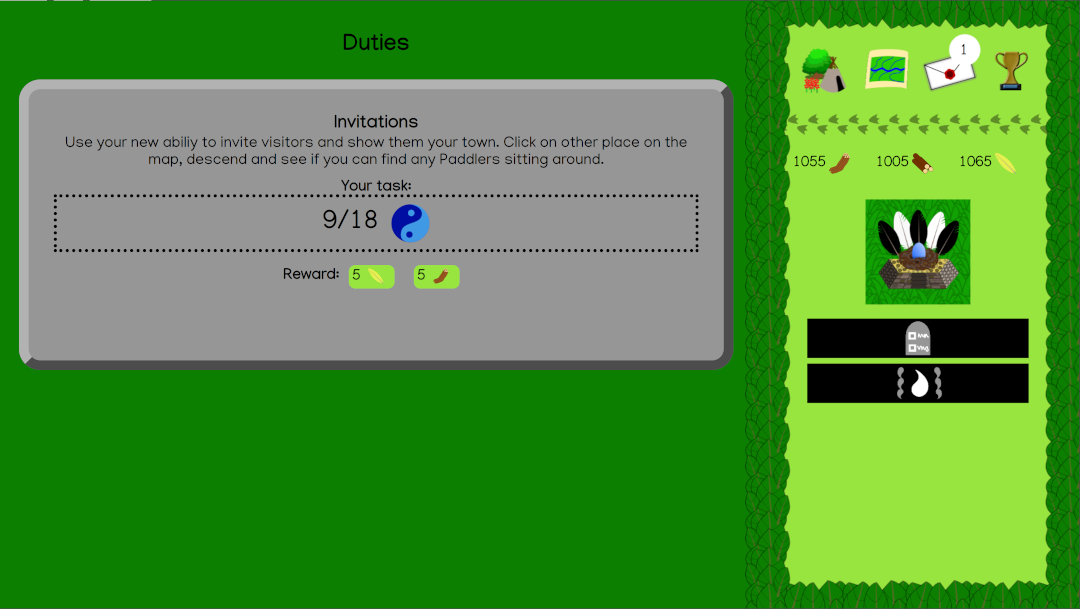 Duties
Invitations
Use your new abiliy to invite visitors and show them your town. Click on other place on the
map, descend and see if you can find any Paddlers sitting around.
Your task:
9/18
Reward: 5 5
1
1055 1005 1065